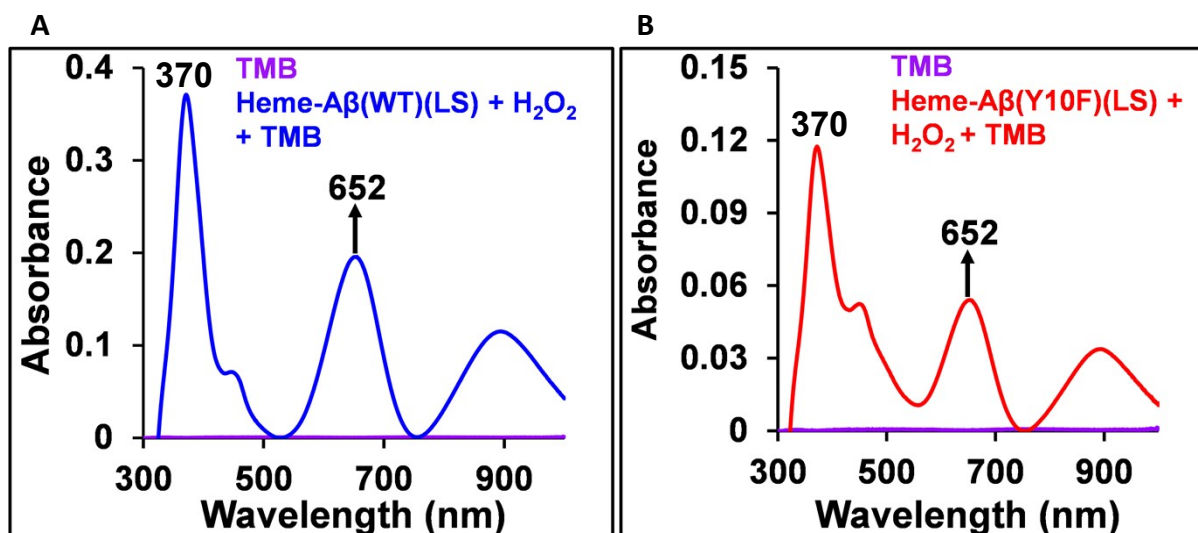 A
Absorbance
0.4
0.3
0.2
0.1
0
370
652
TMB
Heme-Aβ(WT)(LS) + H₂O₂
+ TMB
300 500 700 900
Wavelength (nm)
B
Absorbance
0.15
0.12
0.09
0.06
0.03
0
370
652
TMB
Heme-Aβ(Y10F)(LS) +
H₂O₂ + TMB
300 500 700 900
Wavelength (nm)